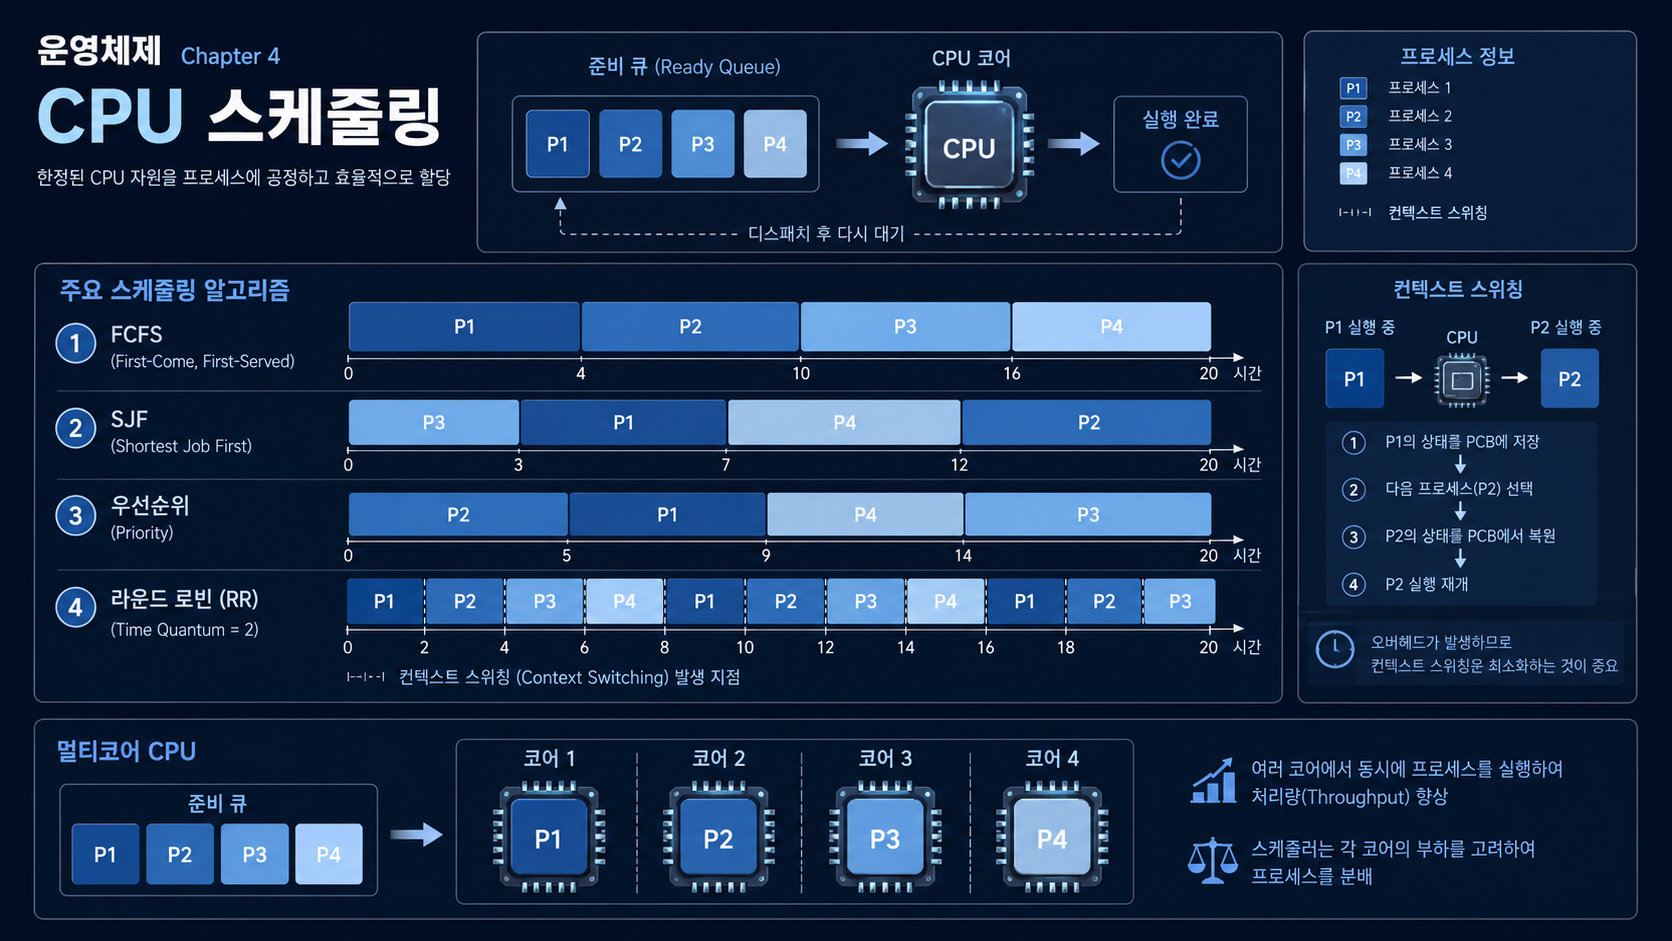 운영체제 Chapter 4
CPU 스케줄링
한정된 CPU 자원을 프로세스에 공정하고 효율적으로 할당
준비 큐 (Ready Queue)
P1 P2 P3 P4
CPU 코어
CPU
실행 완료
디스패치 후 다시 대기
프로세스 정보
P1 프로세스 1
P2 프로세스 2
P3 프로세스 3
P4 프로세스 4
컨텍스트 스위칭
주요 스케줄링 알고리즘
1 FCFS
(First-Come, First-Served)
P1 P2 P3 P4
0 4 10 16 20 시간
2 SJF
(Shortest Job First)
P3 P1 P4 P2
0 3 7 12 20 시간
3 우선순위
(Priority)
P2 P1 P4 P3
0 5 9 14 20 시간
4 라운드 로빈 (RR)
(Time Quantum = 2)
P1 P2 P3 P4 P1 P2 P3 P4 P1 P2 P3
0 2 4 6 8 10 12 14 16 18 20 시간
컨텍스트 스위칭 (Context Switching) 발생 지점
컨텍스트 스위칭
P1 실행 중
CPU
P2 실행 중
P1
P2
1 P1의 상태를 PCB에 저장
2 다음 프로세스(P2) 선택
3 P2의 상태를 PCB에서 복원
4 P2 실행 재개
오버헤드가 발생하므로
컨텍스트 스위칭은 최소화하는 것이 중요
멀티코어 CPU
준비 큐
P1 P2 P3 P4
코어 1 코어 2 코어 3 코어 4
P1 P2 P3 P4
여러 코어에서 동시에 프로세스를 실행하여
처리량(Throughput) 향상
스케줄러는 각 코어의 부하를 고려하여
프로세스를 분배